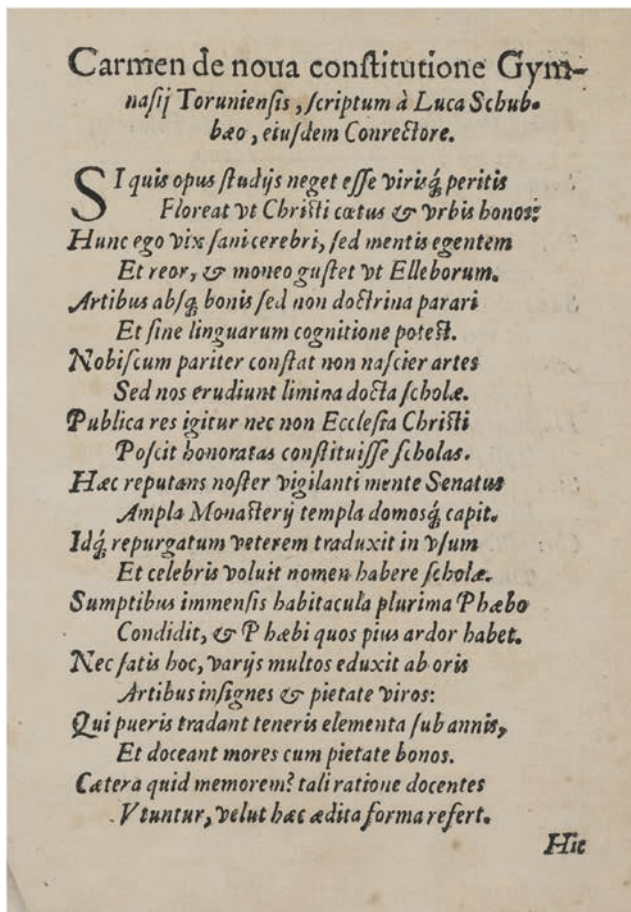 Carmen de noua constitutione Gym-
nasij Toruniensis, scriptum à Luca Schub-
bæo, eiusdem Conrectore.
SI quis opus studijs neget esse virisq́; peritis
Floreat vt Christi cœtus & vrbis honos:
Hunc ego vix sani cerebri, sed mentis egentem
Et reor, & moneo gustet vt Elleborum.
Artibus absq́; bonis sed non doctrina parari
Et sine linguarum cognitione potest.
Nobiscum pariter constat non nascier artes
Sed nos erudiunt limina docta scholæ.
Publica res igitur nec non Ecclesia Christi
Poscit honoratas constituisse scholas.
Hæc reputans noster vigilanti mente Senatus
Ampla Monasterij templa domosq́; capit.
Idq́; repurgatum veterem traduxit in vsum
Et celebris voluit nomen habere scholæ.
Sumptibus immensis habitacula plurima Phœbo
Condidit, & Phœbi quos pius ardor habet.
Nec satis hoc, varijs multos eduxit ab oris
Artibus insignes & pietate viros:
Qui pueris tradant teneris elementa sub annis,
Et doceant mores cum pietate bonos.
Cætera quid memorem? tali ratione docentes
Vtuntur, velut hæc ædita forma refert.
Hic